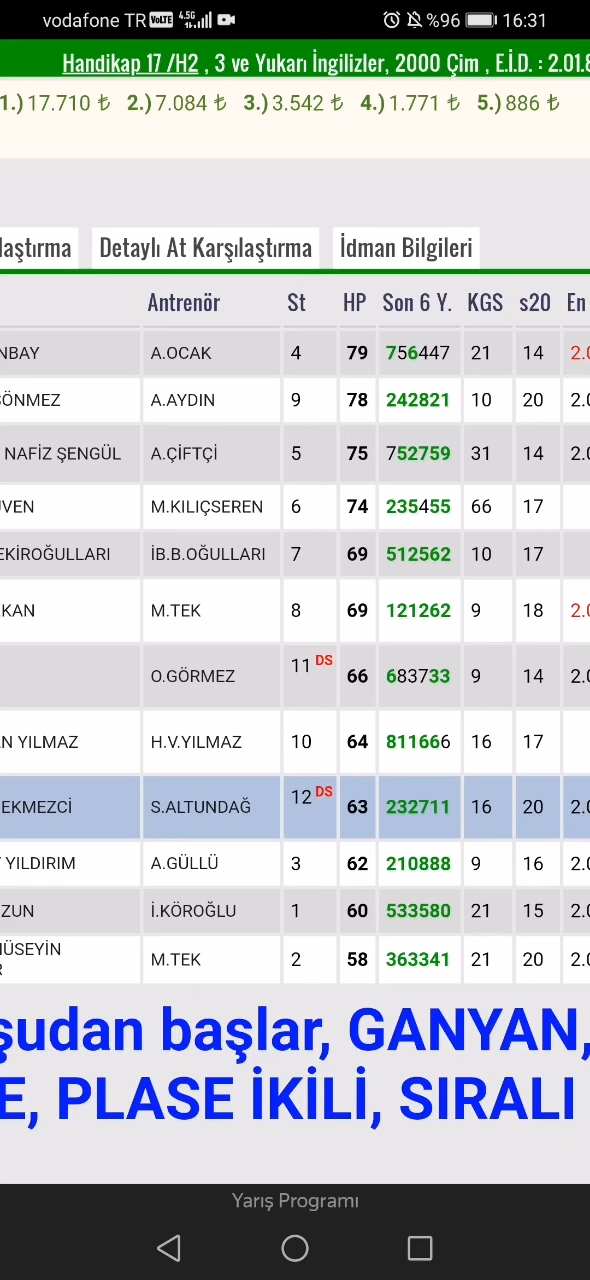 vodafone TR VoLTE 4.5G %96 16:31
Handikap 17 /H2 , 3 ve Yukarı İngilizler, 2000 Çim , E.İ.D. : 2.01.8
1.) 17.710 ₺ 2.) 7.084 ₺ 3.) 3.542 ₺ 4.) 1.771 ₺ 5.) 886 ₺
laştırma Detaylı At Karşılaştırma İdman Bilgileri
Antrenör St HP Son 6 Y. KGS s20 En
NBAY A.OCAK 4 79 756447 21 14 2.0
SÖNMEZ A.AYDIN 9 78 242821 10 20 2.0
NAFİZ ŞENGÜL A.ÇİFTÇİ 5 75 752759 31 14 2.0
VEN M.KILIÇSEREN 6 74 235455 66 17
EKİROĞULLARI İB.B.OĞULLARI 7 69 512562 10 17
KAN M.TEK 8 69 121262 9 18 2.0
O.GÖRMEZ 11 DS 66 683733 9 14 2.0
N YILMAZ H.V.YILMAZ 10 64 811666 16 17
EKMEZCİ S.ALTUNDAĞ 12 DS 63 232711 16 20 2.0
YILDIRIM A.GÜLLÜ 3 62 210888 9 16 2.0
ZUN İ.KÖROĞLU 1 60 533580 21 15 2.0
HÜSEYİN
R M.TEK 2 58 363341 21 20 2.0
şudan başlar, GANYAN,
E, PLASE İKİLİ, SIRALI
Yarış Programı